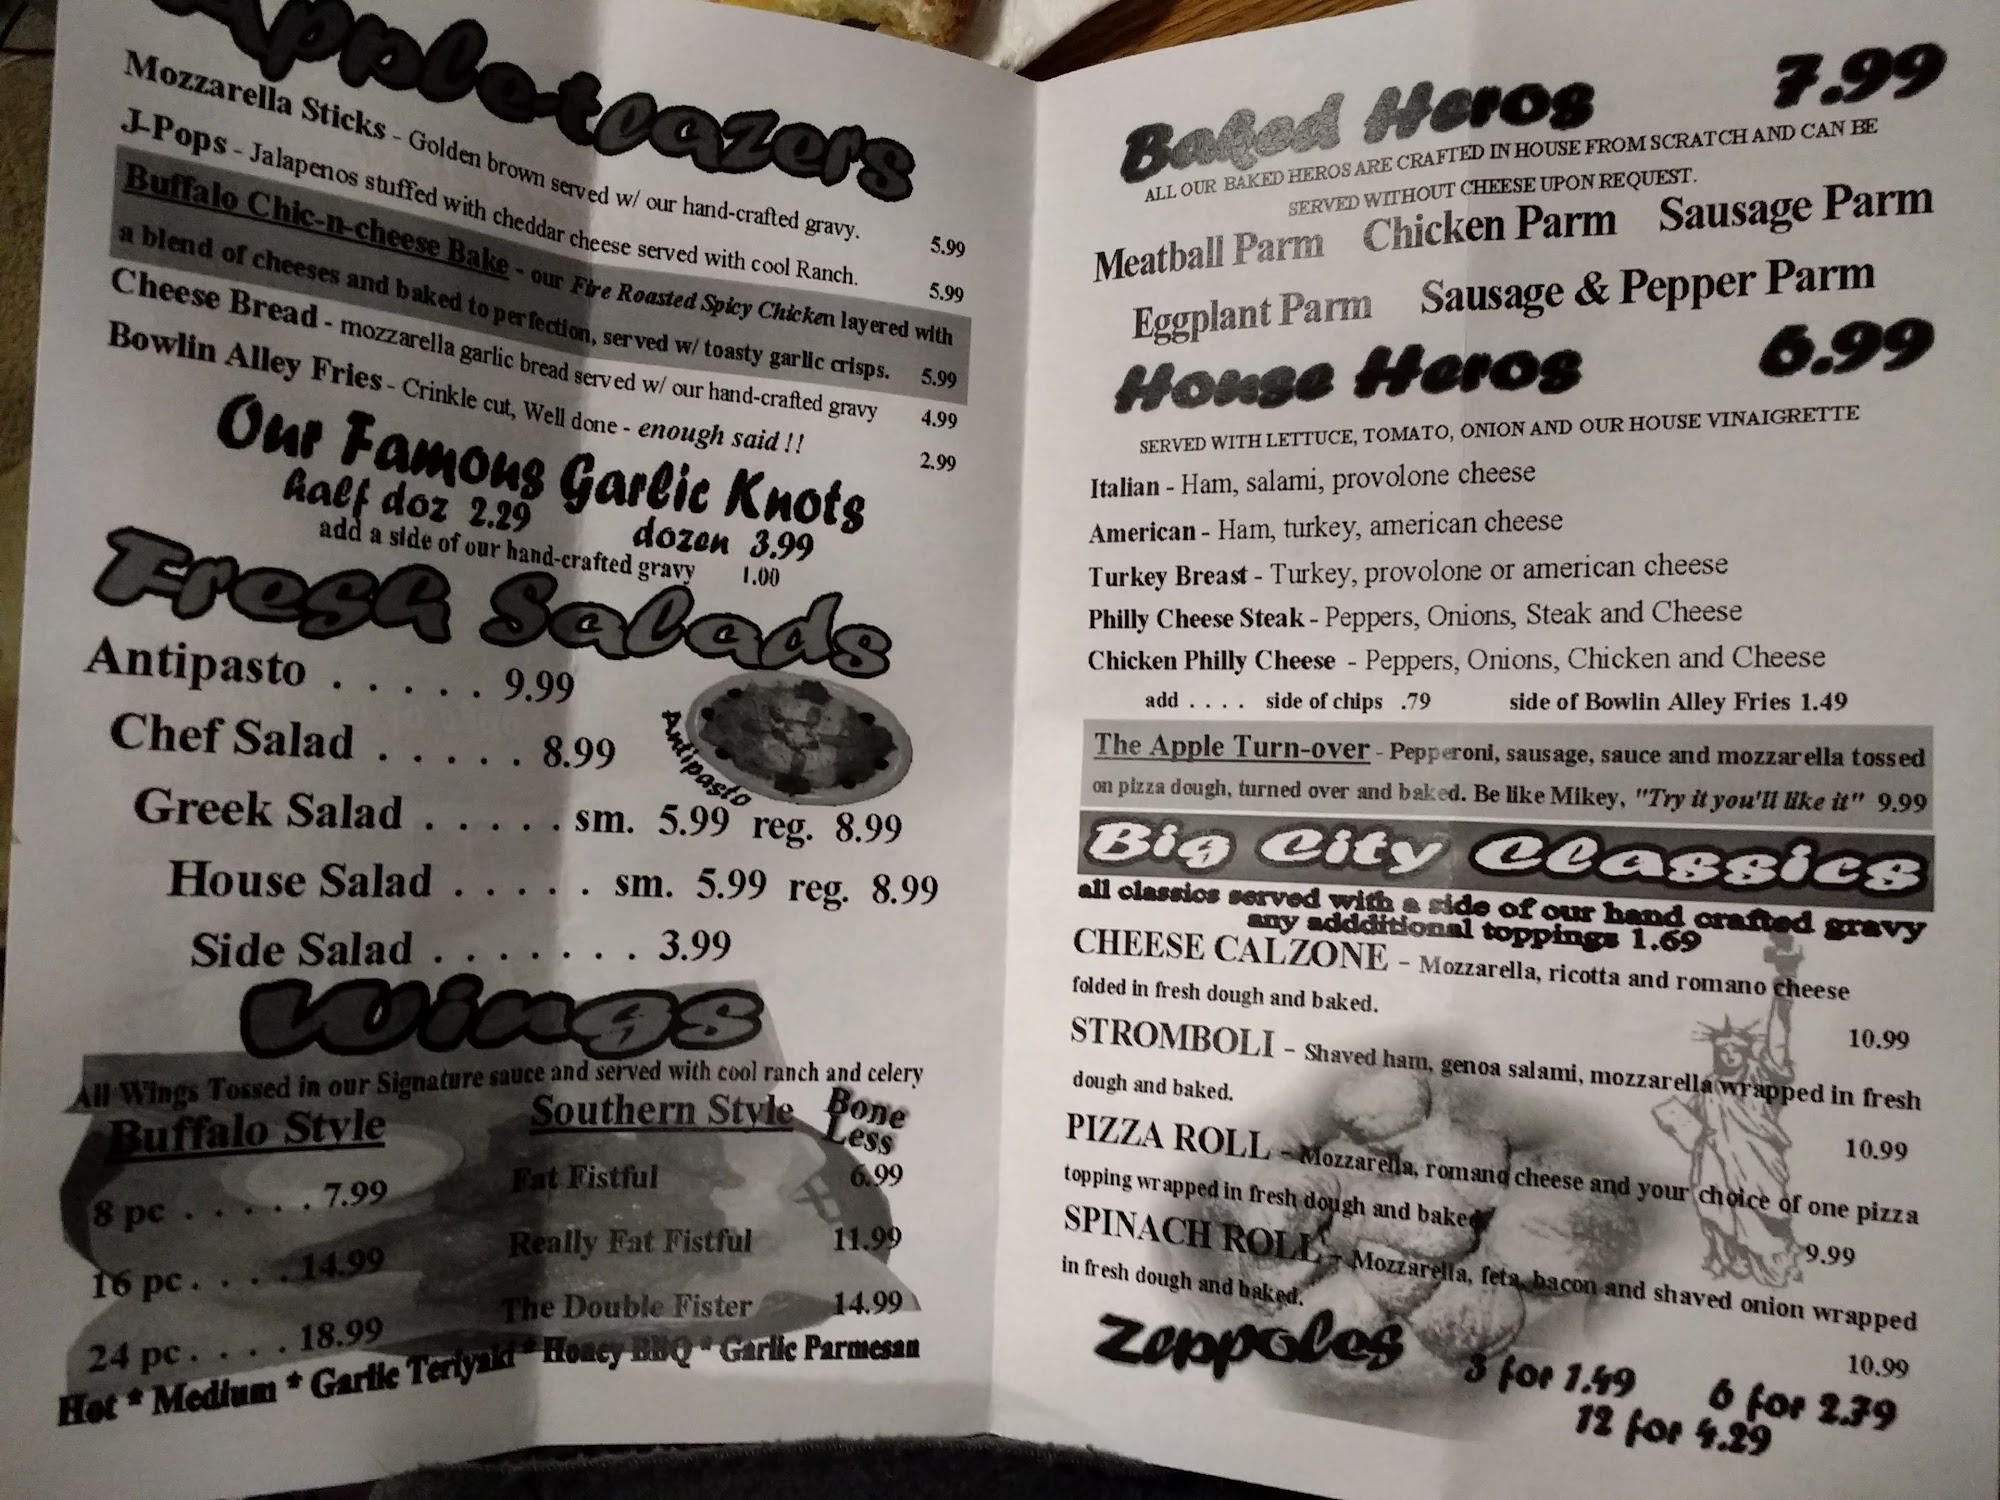 Apple-teazers
Mozzarella Sticks - Golden brown served w/ our hand-crafted gravy. 5.99
J-Pops - Jalapenos stuffed with cheddar cheese served with cool Ranch. 5.99
Buffalo Chic-n-cheese Bake - our Fire Roasted Spicy Chicken layered with
a blend of cheeses and baked to perfection, served w/ toasty garlic crisps. 5.99
Cheese Bread - mozzarella garlic bread served w/ our hand-crafted gravy 4.99
Bowlin Alley Fries - Crinkle cut, Well done - enough said !! 2.99
Our Famous Garlic Knots
half doz 2.29 dozen 3.99
add a side of our hand-crafted gravy 1.00
Fresh Salads
Antipasto . . . . . 9.99
Chef Salad . . . . . 8.99
Antipasto
Greek Salad . . . . . sm. 5.99 reg. 8.99
House Salad . . . . . sm. 5.99 reg. 8.99
Side Salad . . . . . . . 3.99
Wings
All Wings Tossed in our Signature sauce and served with cool ranch and celery
Buffalo Style Southern Style Bone
Less
8 pc . . . . . 7.99 Fat Fistful 6.99
16 pc . . . . 14.99 Really Fat Fistful 11.99
24 pc . . . . 18.99 The Double Fister 14.99
Hot * Medium * Garlic Teriyaki * Honey BBQ * Garlic Parmesan
Baked Heros 7.99
ALL OUR BAKED HEROS ARE CRAFTED IN HOUSE FROM SCRATCH AND CAN BE
SERVED WITHOUT CHEESE UPON REQUEST.
Meatball Parm Chicken Parm Sausage Parm
Eggplant Parm Sausage & Pepper Parm
House Heros 6.99
SERVED WITH LETTUCE, TOMATO, ONION AND OUR HOUSE VINAIGRETTE
Italian - Ham, salami, provolone cheese
American - Ham, turkey, american cheese
Turkey Breast - Turkey, provolone or american cheese
Philly Cheese Steak - Peppers, Onions, Steak and Cheese
Chicken Philly Cheese - Peppers, Onions, Chicken and Cheese
add . . . . side of chips .79 side of Bowlin Alley Fries 1.49
The Apple Turn-over - Pepperoni, sausage, sauce and mozzarella tossed
on pizza dough, turned over and baked. Be like Mikey, "Try it you'll like it" 9.99
Big City Classics
all classics served with a side of our hand crafted gravy
any addditional toppings 1.69
CHEESE CALZONE - Mozzarella, ricotta and romano cheese
folded in fresh dough and baked. 10.99
STROMBOLI - Shaved ham, genoa salami, mozzarella wrapped in fresh
dough and baked. 10.99
PIZZA ROLL - Mozzarella, romano cheese and your choice of one pizza
topping wrapped in fresh dough and baked. 9.99
SPINACH ROLL - Mozzarella, feta, bacon and shaved onion wrapped
in fresh dough and baked. 10.99
Zeppoles 3 for 1.49 6 for 2.79
12 for 4.29